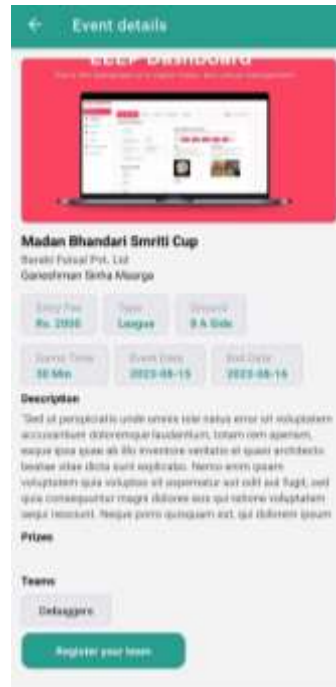 Event details
EEEP Dashboard
Madan Bhandari Smriti Cup
Futsal Pvt. Ltd
Ganeshman Sinha Maarga
Entry Fee
Type
Ground
Rs. 2000
League
5 A Side
Game Time
Event Date
End Date
30 Min
2023-08-15
2023-08-16
Description
"Sed ut perspiciatis unde omnis iste natus error sit voluptatem
accusantium doloremque laudantium, totam rem aperiam,
eaque ipsa quae ab illo inventore veritatis et quasi architecto
beatae vitae dicta sunt explicabo. Nemo enim ipsam
voluptatem quia voluptas sit aspernatur aut odit aut fugit, sed
quia consequuntur magni dolores eos qui ratione voluptatem
sequi nesciunt. Neque porro quisquam est, qui dolorem ipsum
Prizes
Teams
Debuggers
Register your team